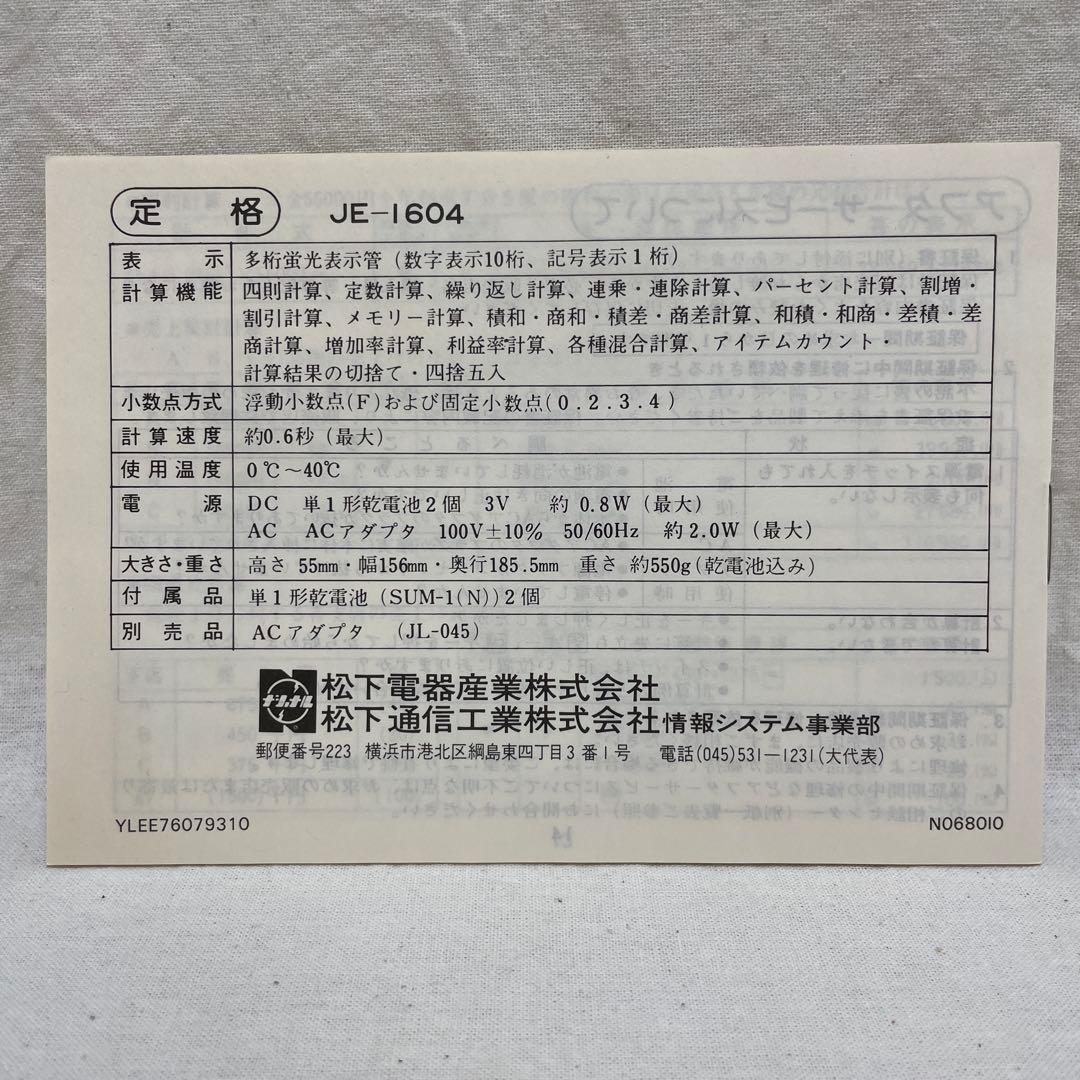 定格 JE-1604
表示 多桁蛍光表示管（数字表示10桁、記号表示1桁）
計算機能 四則計算、定数計算、繰り返し計算、連乗・連除計算、パーセント計算、割増・
割引計算、メモリー計算、積和・商和・積差・商差計算、和積・和商・差積・差
商計算、増加率計算、利益率計算、各種混合計算、アイテムカウント・
計算結果の切捨て・四捨五入
小数点方式 浮動小数点(F)および固定小数点(0.2.3.4)
計算速度 約0.6秒（最大）
使用温度 0℃～40℃
電源 DC 単1形乾電池2個 3V 約0.8W（最大）
AC ACアダプタ 100V±10% 50/60Hz 約2.0W（最大）
大きさ・重さ 高さ 55mm・幅156mm・奥行185.5mm 重さ 約550g(乾電池込み)
付属品 単1形乾電池（SUM-1(N)）2個
別売品 ACアダプタ （JL-045）
ナショナル
松下電器産業株式会社
松下通信工業株式会社情報システム事業部
郵便番号223 横浜市港北区綱島東四丁目3番1号 電話(045)531—1231(大代表)
YLEE76079310 N0680I0